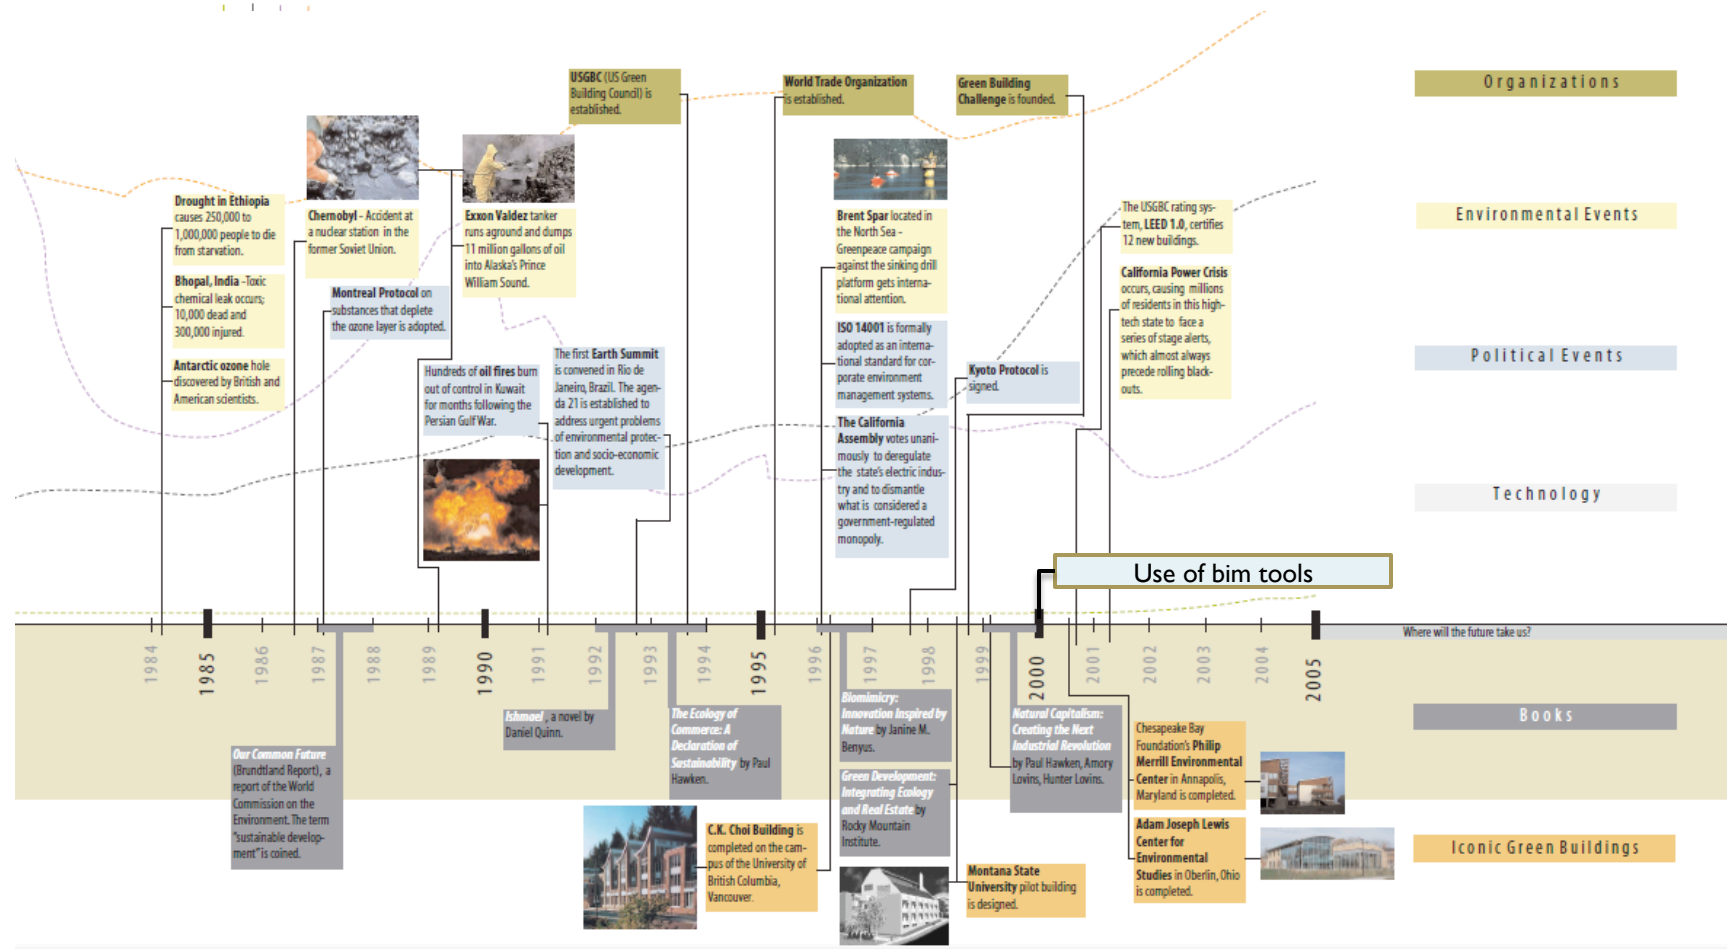 USGBC (US Green
Building Council) is
established.
World Trade Organization
is established.
Green Building
Challenge is founded.
Organizations
Drought in Ethiopia
causes 250,000 to
1,000,000 people to die
from starvation.
Bhopal, India -Toxic
chemical leak occurs;
10,000 dead and
300,000 injured.
Antarctic ozone hole
discovered by British and
American scientists.
Chernobyl - Accident at
a nuclear station in the
former Soviet Union.
Montreal Protocol on
substances that deplete
the ozone layer is adopted.
Exxon Valdez tanker
runs aground and dumps
11 million gallons of oil
into Alaska's Prince
William Sound.
Hundreds of oil fires burn
out of control in Kuwait
for months following the
Persian Gulf War.
The first Earth Summit
is convened in Rio de
Janeiro, Brazil. The agen-
da 21 is established to
address urgent problems
of environmental protec-
tion and socio-economic
development.
Brent Spar located in
the North Sea -
Greenpeace campaign
against the sinking drill
platform gets interna-
tional attention.
ISO 14001 is formally
adopted as an interna-
tional standard for cor-
porate environment
management systems.
The California
Assembly votes unani-
mously to deregulate
the state's electric indus-
try and to dismantle
what is considered a
government-regulated
monopoly.
Kyoto Protocol is
signed.
The USGBC rating sys-
tem, LEED 1.0, certifies
12 new buildings.
California Power Crisis
occurs, causing millions
of residents in this high-
tech state to face a
series of stage alerts,
which almost always
precede rolling black-
outs.
Environmental Events
Political Events
Technology
Use of bim tools
Where will the future take us?
1984
1985
1986
1987
1988
1989
1990
1991
1992
1993
1994
1995
1996
1997
1998
1999
2000
2001
2002
2003
2004
2005
Our Common Future
(Brundtland Report), a
report of the World
Commission on the
Environment. The term
"sustainable develop-
ment" is coined.
Ishmael , a novel by
Daniel Quinn.
The Ecology of
Commerce: A
Declaration of
Sustainability by Paul
Hawken.
Biomimicry:
Innovation Inspired by
Nature by Janine M.
Benyus.
Green Development:
Integrating Ecology
and Real Estate by
Rocky Mountain
Institute.
Natural Capitalism:
Creating the Next
Industrial Revolution
by Paul Hawken, Amory
Lovins, Hunter Lovins.
Books
C.K. Choi Building is
completed on the cam-
pus of the University of
British Columbia,
Vancouver.
Montana State
University pilot building
is designed.
Chesapeake Bay
Foundation's Philip
Merrill Environmental
Center in Annapolis,
Maryland is completed.
Adam Joseph Lewis
Center for
Environmental
Studies in Oberlin, Ohio
is completed.
Iconic Green Buildings